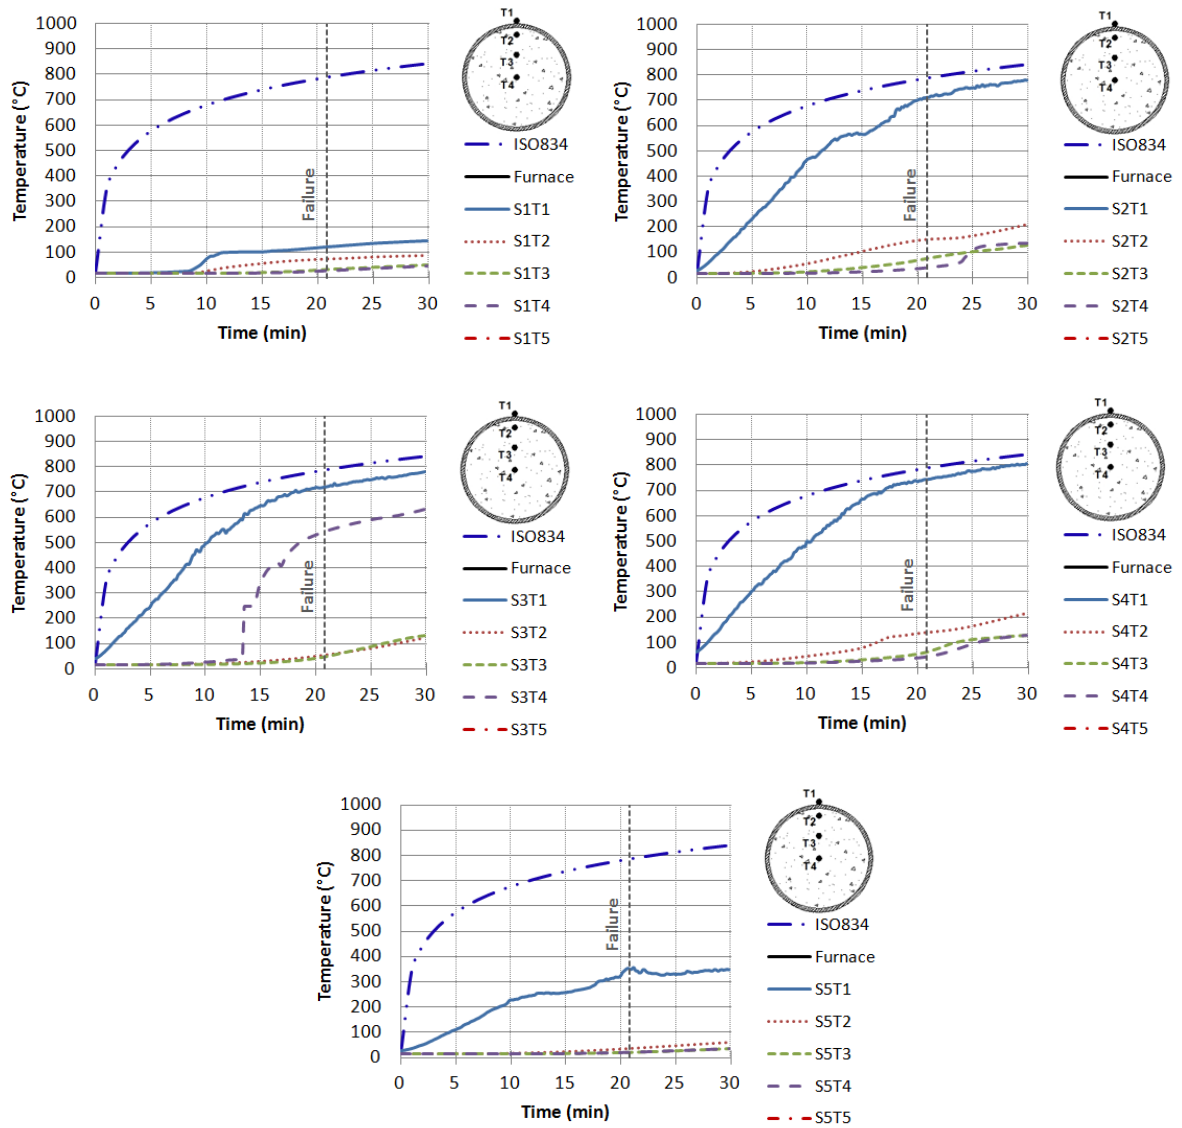 1000
900
800
700
600
500
400
300
200
100
0
Temperature (°C)
0 5 10 15 20 25 30
Time (min)
Failure
T1
T2
T3
T4
ISO834
Furnace
S1T1
S1T2
S1T3
S1T4
S1T5
1000
900
800
700
600
500
400
300
200
100
0
Temperature (°C)
0 5 10 15 20 25 30
Time (min)
Failure
T1
T2
T3
T4
ISO834
Furnace
S2T1
S2T2
S2T3
S2T4
S2T5
1000
900
800
700
600
500
400
300
200
100
0
Temperature (°C)
0 5 10 15 20 25 30
Time (min)
Failure
T1
T2
T3
T4
ISO834
Furnace
S3T1
S3T2
S3T3
S3T4
S3T5
1000
900
800
700
600
500
400
300
200
100
0
Temperature (°C)
0 5 10 15 20 25 30
Time (min)
Failure
T1
T2
T3
T4
ISO834
Furnace
S4T1
S4T2
S4T3
S4T4
S4T5
1000
900
800
700
600
500
400
300
200
100
0
Temperature (°C)
0 5 10 15 20 25 30
Time (min)
Failure
T1
T2
T3
T4
ISO834
Furnace
S5T1
S5T2
S5T3
S5T4
S5T5